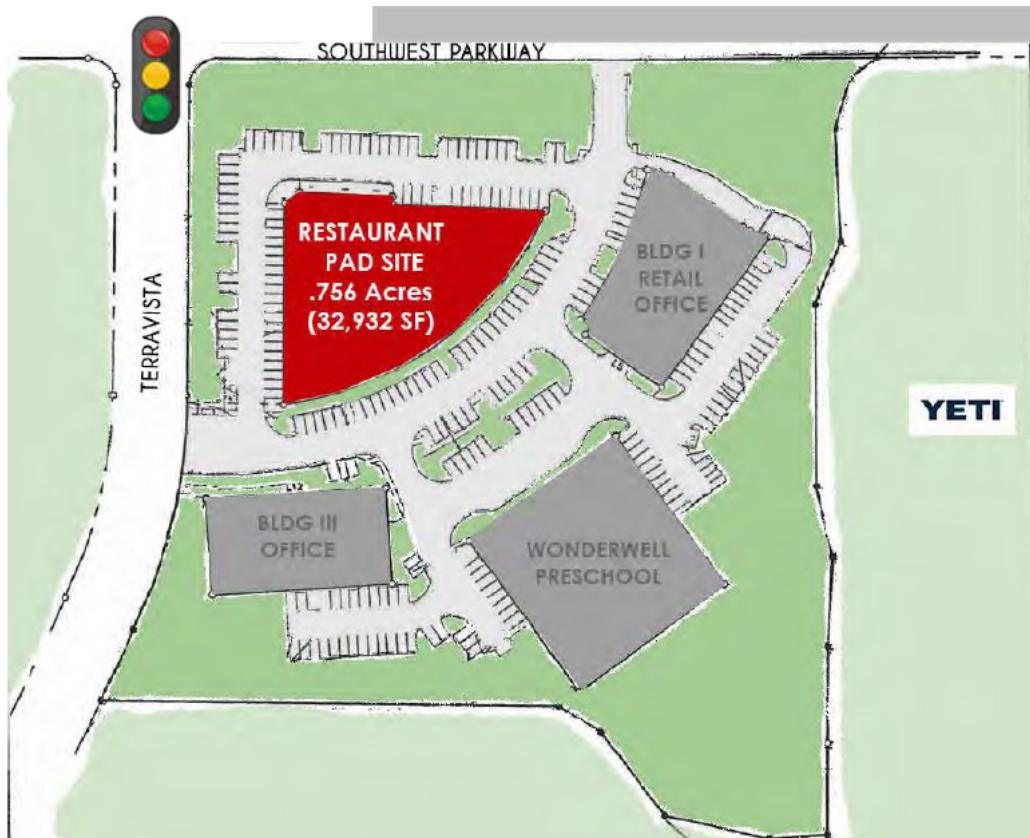 SOUTHWEST PARKWAY
TERRAVISTA
RESTAURANT
PAD SITE
.756 Acres
(32,932 SF)
BLDG I
RETAIL
OFFICE
YETI
BLDG III
OFFICE
WONDERWELL
PRESCHOOL